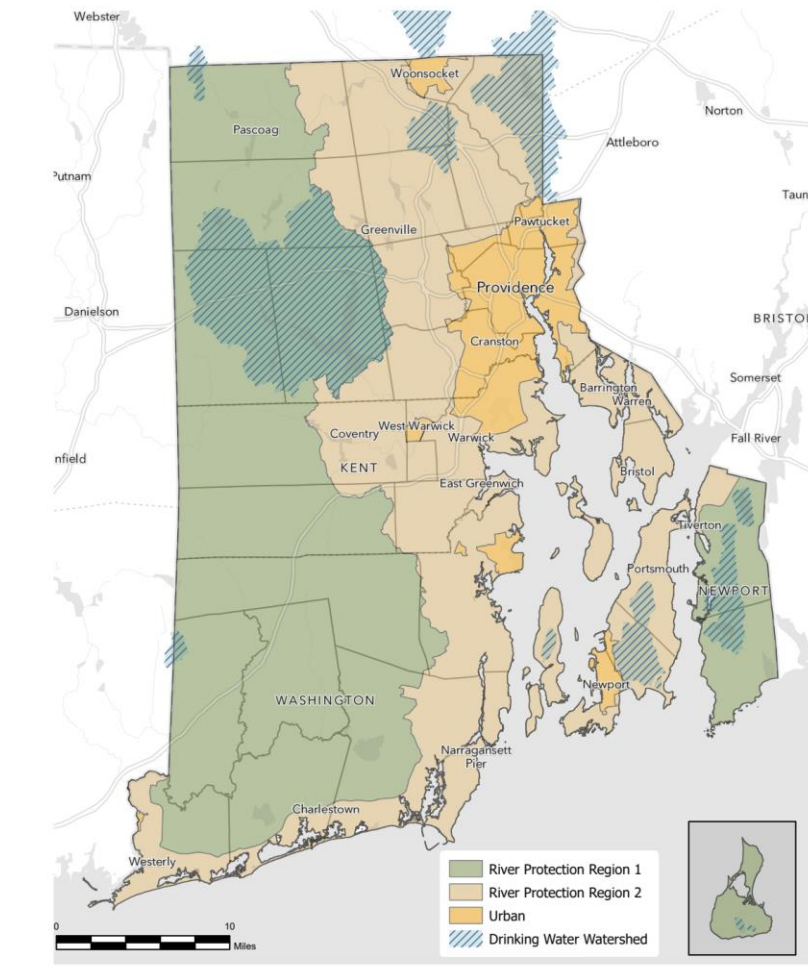 Webster
Woonsocket
Norton
Pascoag
Attleboro
Putnam
Taun
Pawtucket
Greenville
Providence
Danielson
BRISTO
Cranston
Somerset
Barrington
Warren
West Warwick
Coventry
Warwick
Fall River
nfield
KENT
Bristol
East Greenwich
Tiverton
Portsmouth
NEWPORT
Newport
WASHINGTON
Narragansett
Pier
Charlestown
Westerly
River Protection Region 1
River Protection Region 2
Urban
Drinking Water Watershed
0 10
Miles